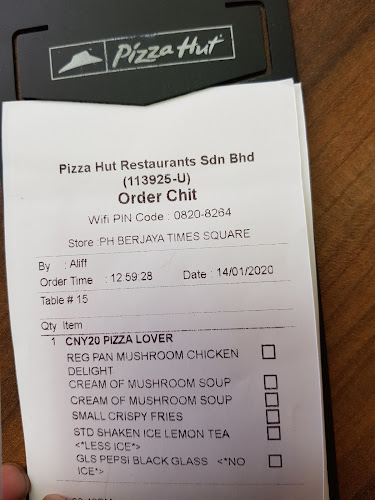 Pizza Hut
Pizza Hut Restaurants Sdn Bhd
(113925-U)
Order Chit
Wifi PIN Code : 0820-8264
Store :PH BERJAYA TIMES SQUARE
By : Aliff
Order Time : 12:59:28 Date : 14/01/2020
Table # 15
Qty Item
1 CNY20 PIZZA LOVER
REG PAN MUSHROOM CHICKEN
DELIGHT
CREAM OF MUSHROOM SOUP
CREAM OF MUSHROOM SOUP
SMALL CRISPY FRIES
STD SHAKEN ICE LEMON TEA
<*LESS ICE*>
GLS PEPSI BLACK GLASS <*NO
ICE*>